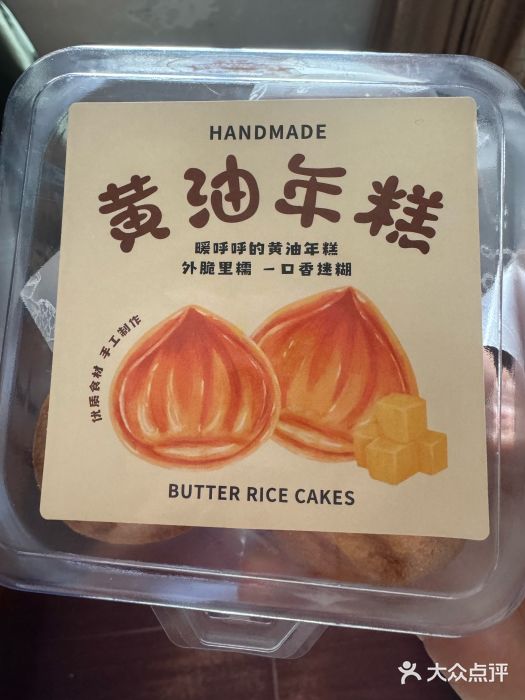 HANDMADE
黄油年糕
暖呼呼的黄油年糕
外脆里糯 一口香迷糊
优质食材 手工制作
BUTTER RICE CAKES
大众点评